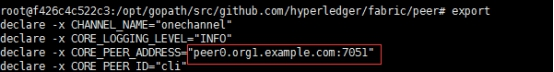 root@f426c4c522c3:/opt/gopath/src/github.com/hyperledger/fabric/peer# export
declare -x CHANNEL_NAME="onechannel"
declare -x CORE_LOGGING_LEVEL="INFO"
declare -x CORE_PEER_ADDRESS="peer0.org1.example.com:7051"
declare -x CORE_PEER_ID="cli"